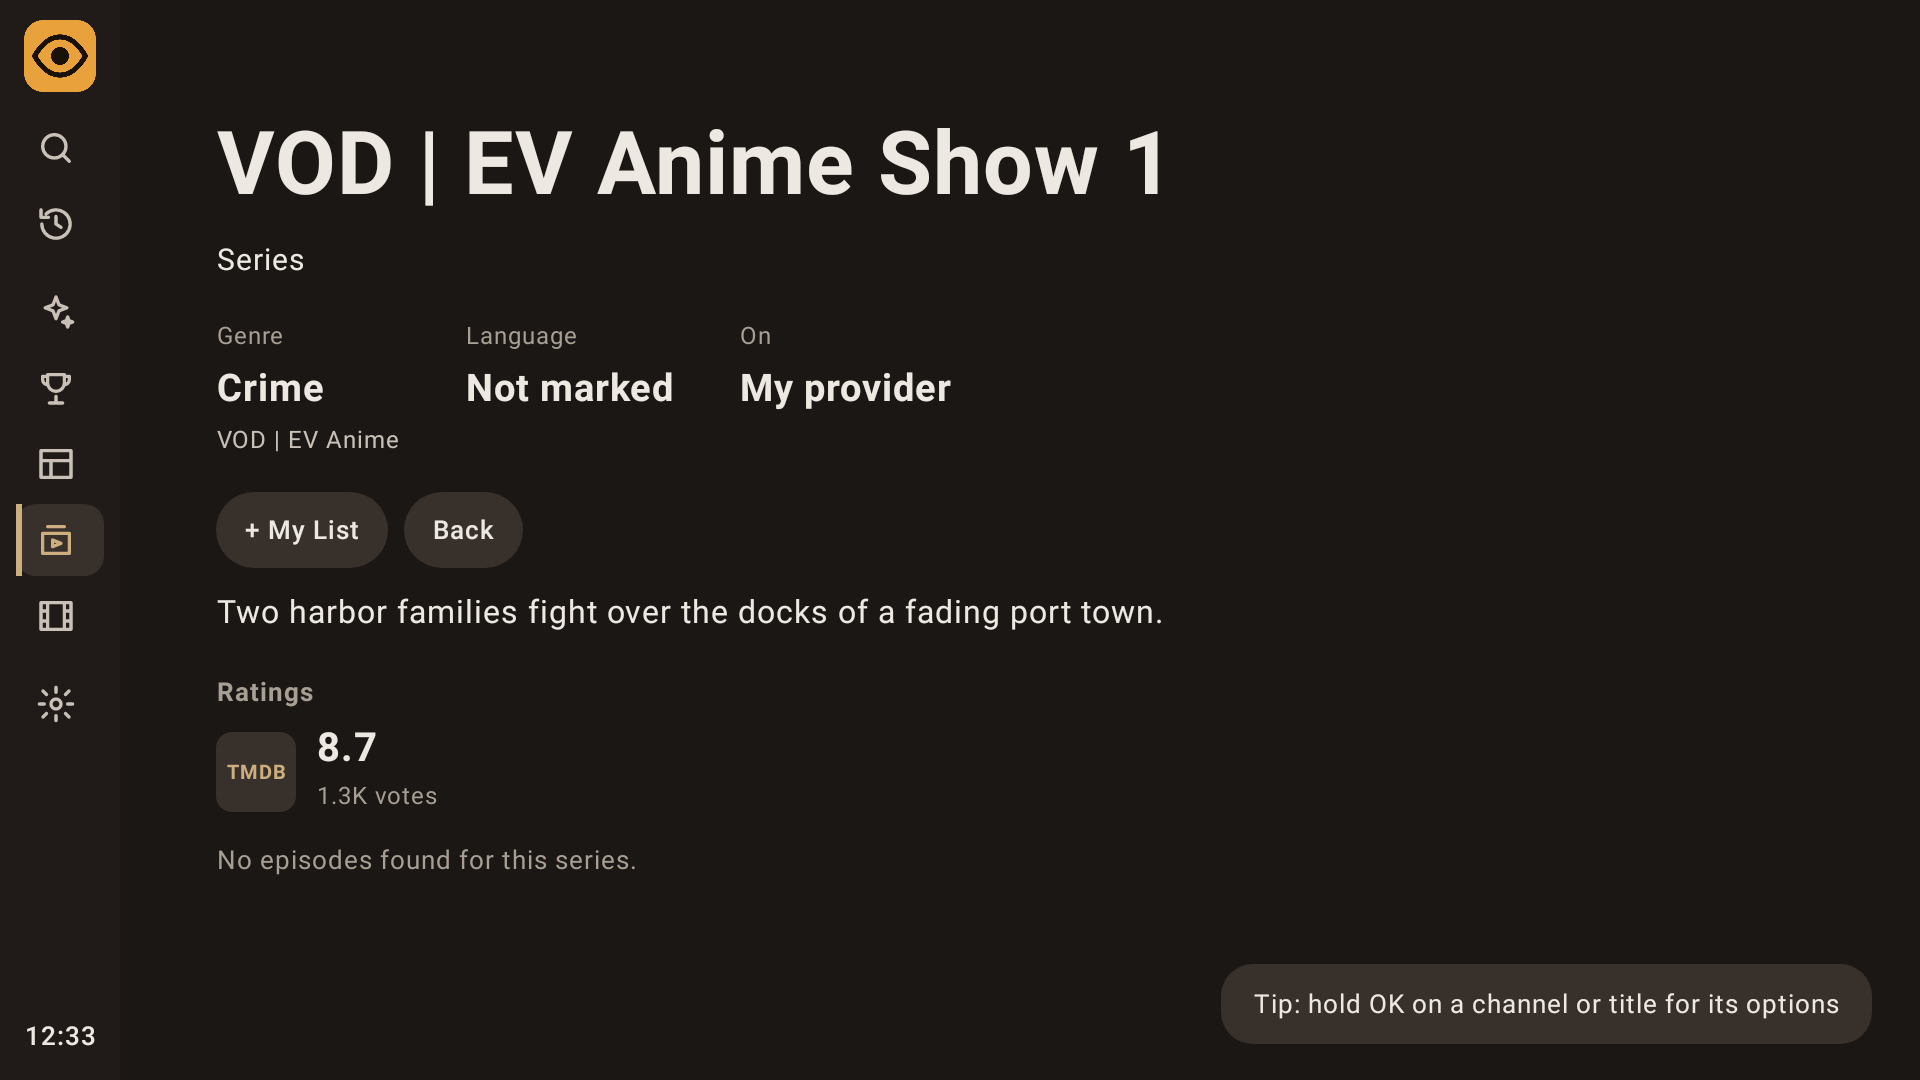 VOD | EV Anime Show 1
Series
Genre
Language
On
Crime
Not marked
My provider
VOD | EV Anime
+ My List
Back
Two harbor families fight over the docks of a fading port town.
Ratings
TMDB
8.7
1.3K votes
No episodes found for this series.
Tip: hold OK on a channel or title for its options
12:33